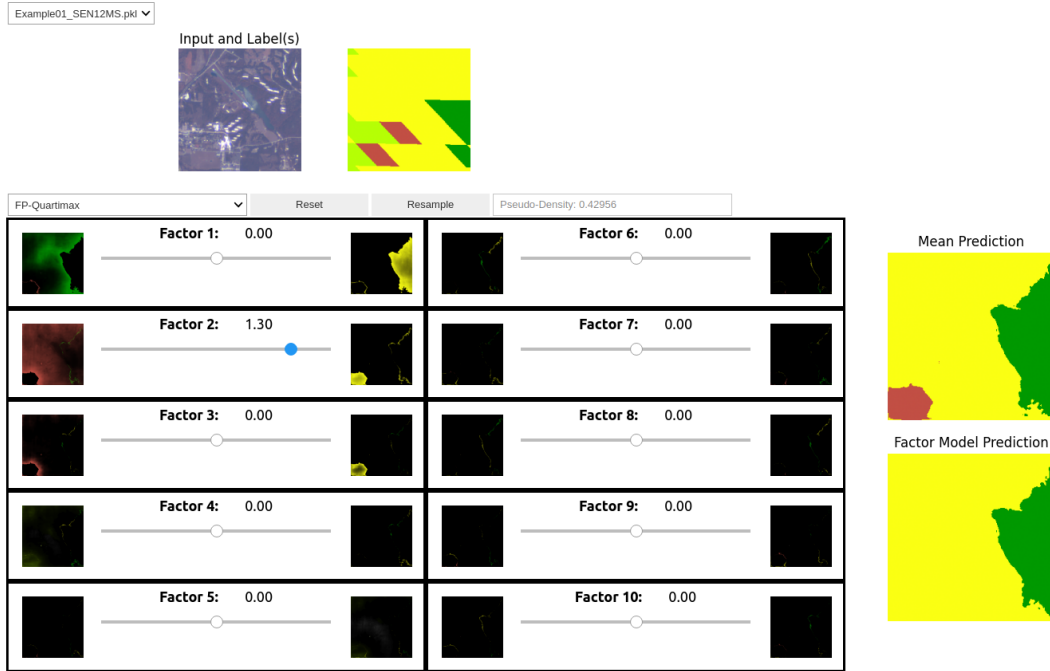 Example01_SEN12MS.pkl
Input and Label(s)
FP-Quartimax
Reset
Resample
Pseudo-Density: 0.42956
Factor 1: 0.00
Factor 6: 0.00
Mean Prediction
Factor 2: 1.30
Factor 7: 0.00
Factor 3: 0.00
Factor 8: 0.00
Factor Model Prediction
Factor 4: 0.00
Factor 9: 0.00
Factor 5: 0.00
Factor 10: 0.00